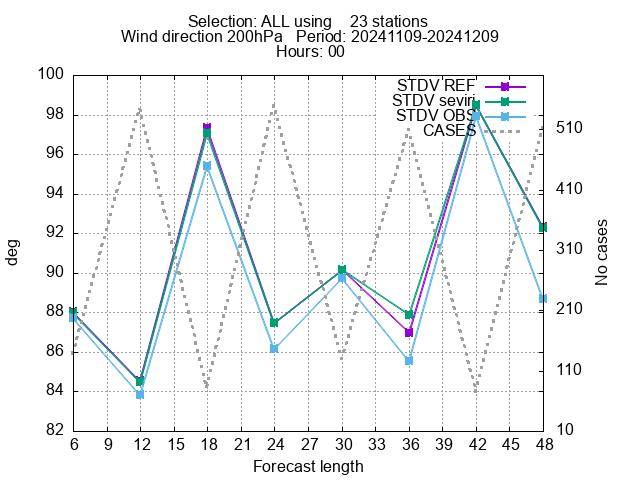 Selection: ALL using 23 stations
Wind direction 200hPa Period: 20241109-20241209
Hours: 00
STDV REF
STDV seviri
STDV OBS
CASES
deg
No cases
100
98
96
94
92
90
88
86
84
82
510
410
310
210
110
10
6 9 12 15 18 21 24 27 30 33 36 39 42 45 48
Forecast length